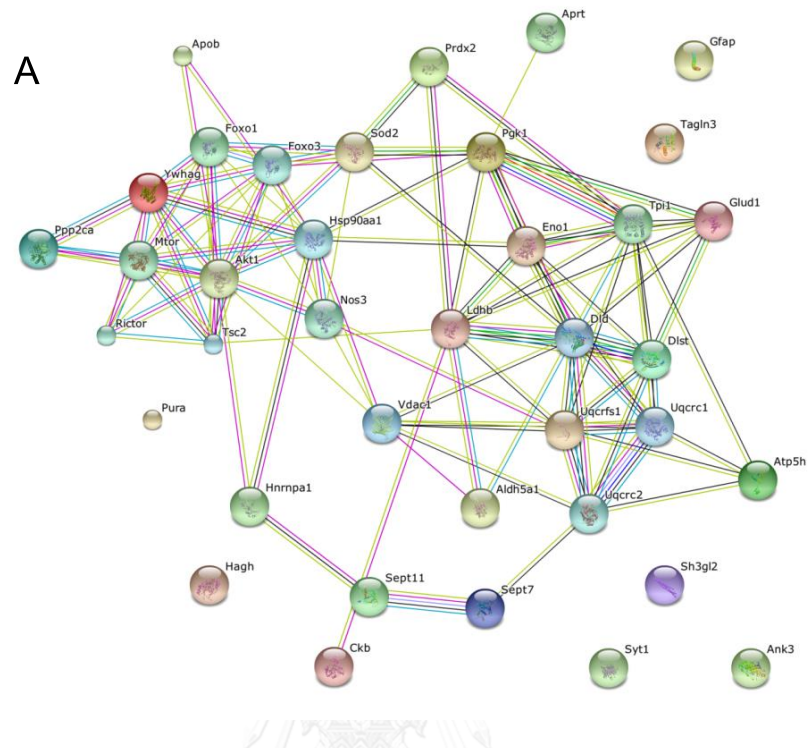 A
Apob
Aprt
Gfap
Prdx2
Tagln3
Foxo1
Foxo3
Sod2
Pgk1
Ywhag
Tpi1
Glud1
Ppp2ca
Mtor
Hsp90aa1
Eno1
Akt1
Nos3
Ldhb
Dld
Dlst
Rictor
Tsc2
Pura
Vdac1
Uqcrfs1
Uqcrc1
Atp5h
Hnrnpa1
Aldh5a1
Uqcrc2
Hagh
Sept11
Sept7
Sh3gl2
Ckb
Syt1
Ank3